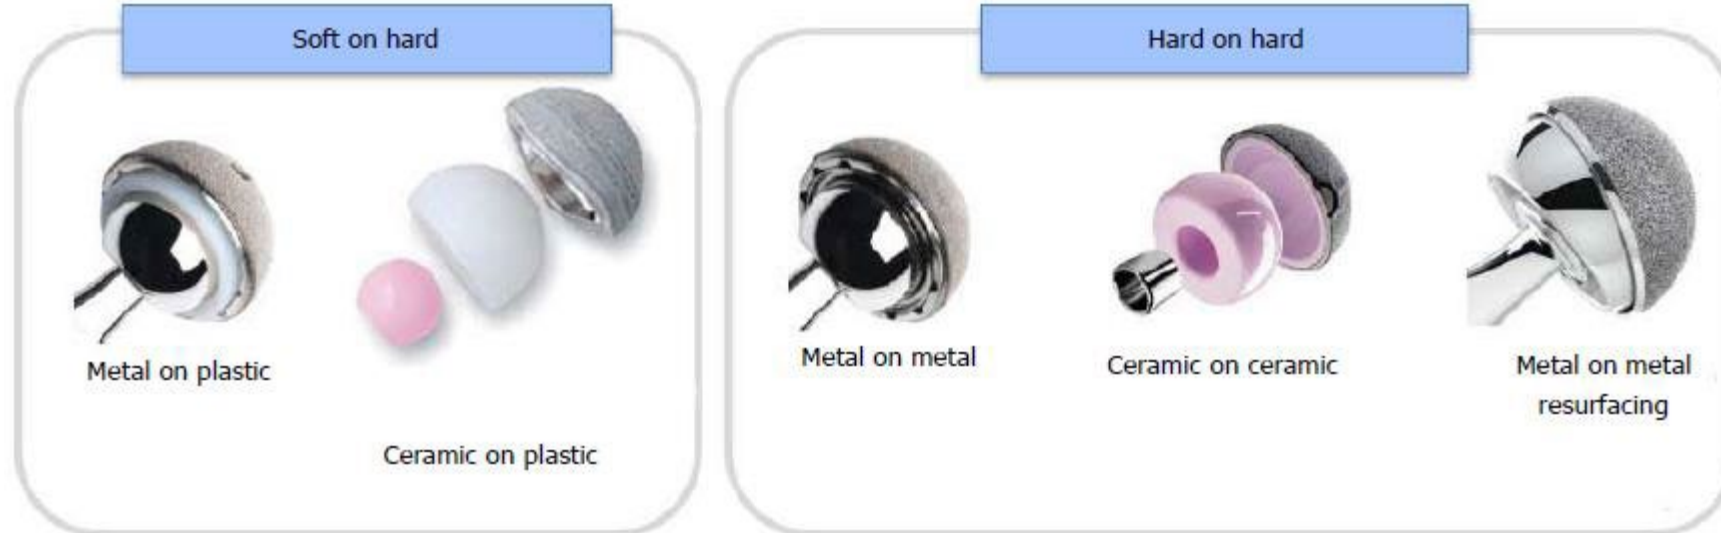 Soft on hard
Hard on hard
Metal on plastic
Ceramic on plastic
Metal on metal
Ceramic on ceramic
Metal on metal
resurfacing